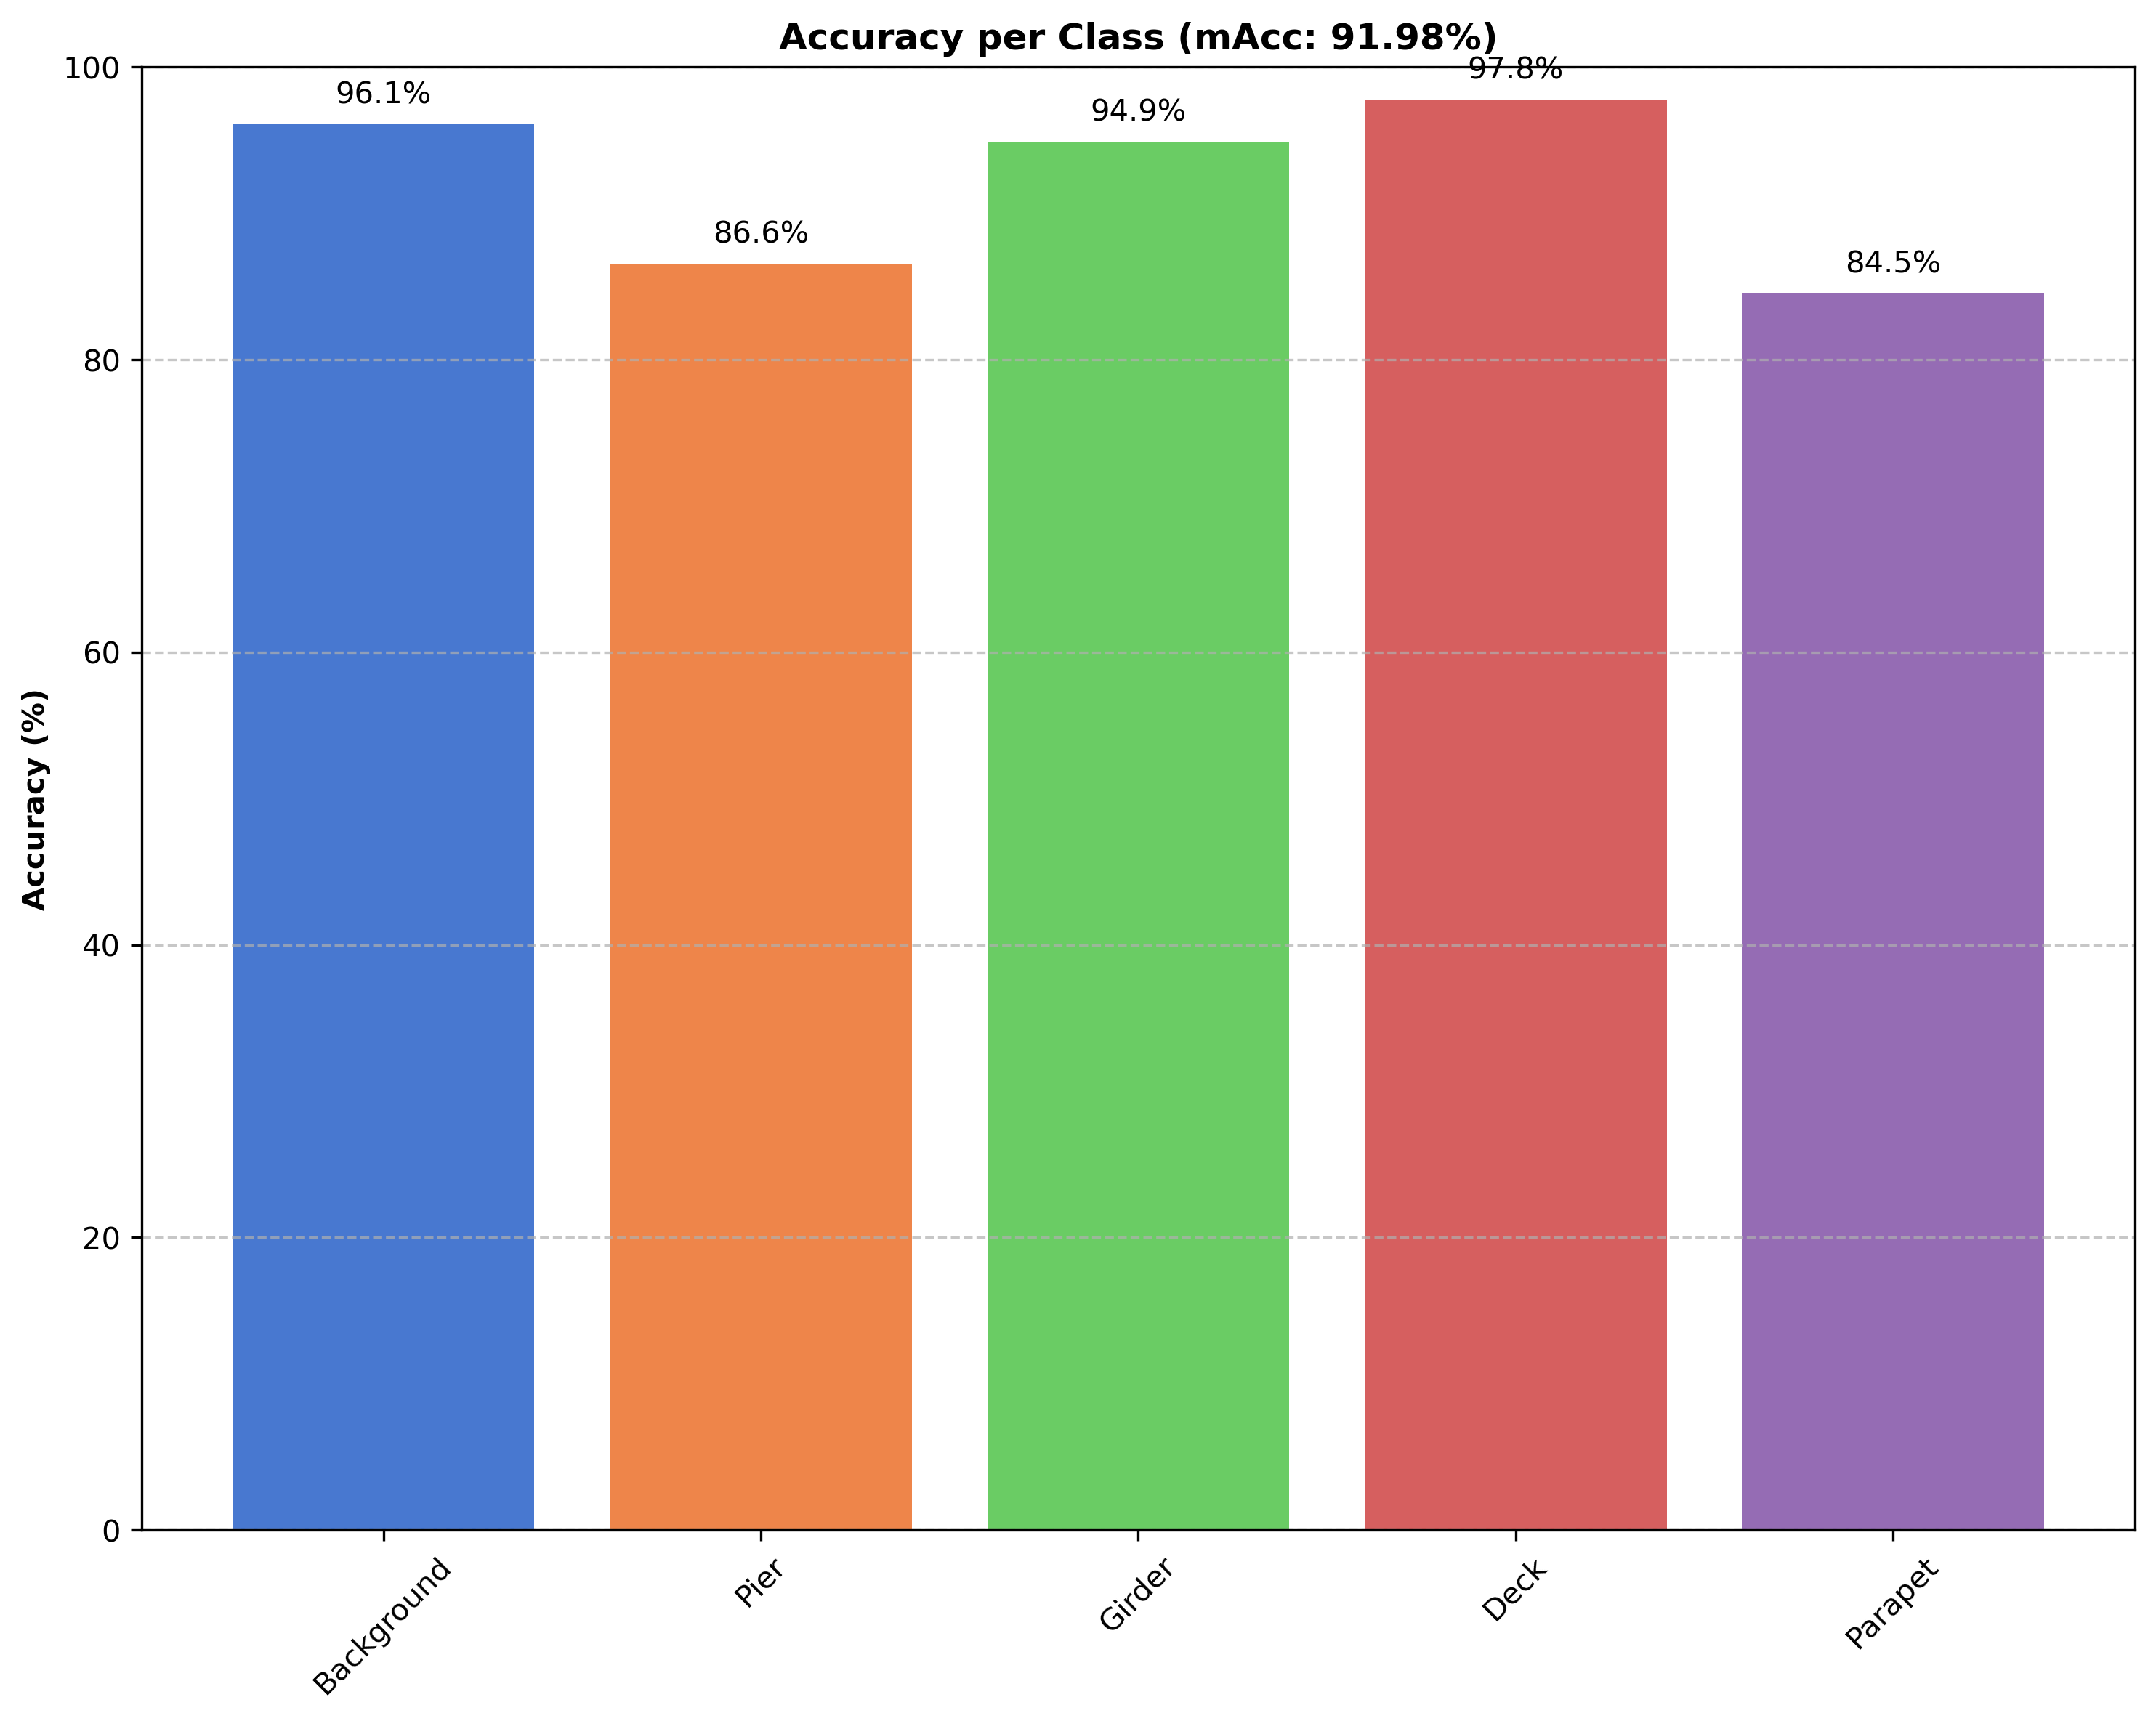 Accuracy per Class (mAcc: 91.98%)
Accuracy (%)
100
80
60
40
20
0
96.1%
86.6%
94.9%
97.8%
84.5%
Background
Pier
Girder
Deck
Parapet